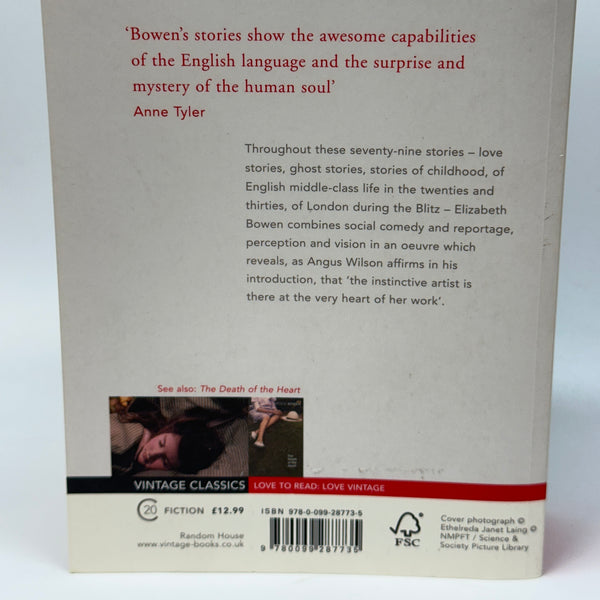 ‘Bowen's stories show the awesome capabilities
of the English language and the surprise and
mystery of the human soul’
Anne Tyler
Throughout these seventy-nine stories – love
stories, ghost stories, stories of childhood, of
English middle-class life in the twenties and
thirties, of London during the Blitz – Elizabeth
Bowen combines social comedy and reportage,
perception and vision in an oeuvre which
reveals, as Angus Wilson affirms in his
introduction, that ‘the instinctive artist is
there at the very heart of her work’.
See also: The Death of the Heart
VINTAGE CLASSICS LOVE TO READ: LOVE VINTAGE
C20 FICTION £12.99
Random House
www.vintage-books.co.uk
ISBN 978-0-099-28773-5
9 780099 287735
FSC
Cover photograph ©
Ethelreda Janet Laing ©
NMPFT / Science &
Society Picture Library